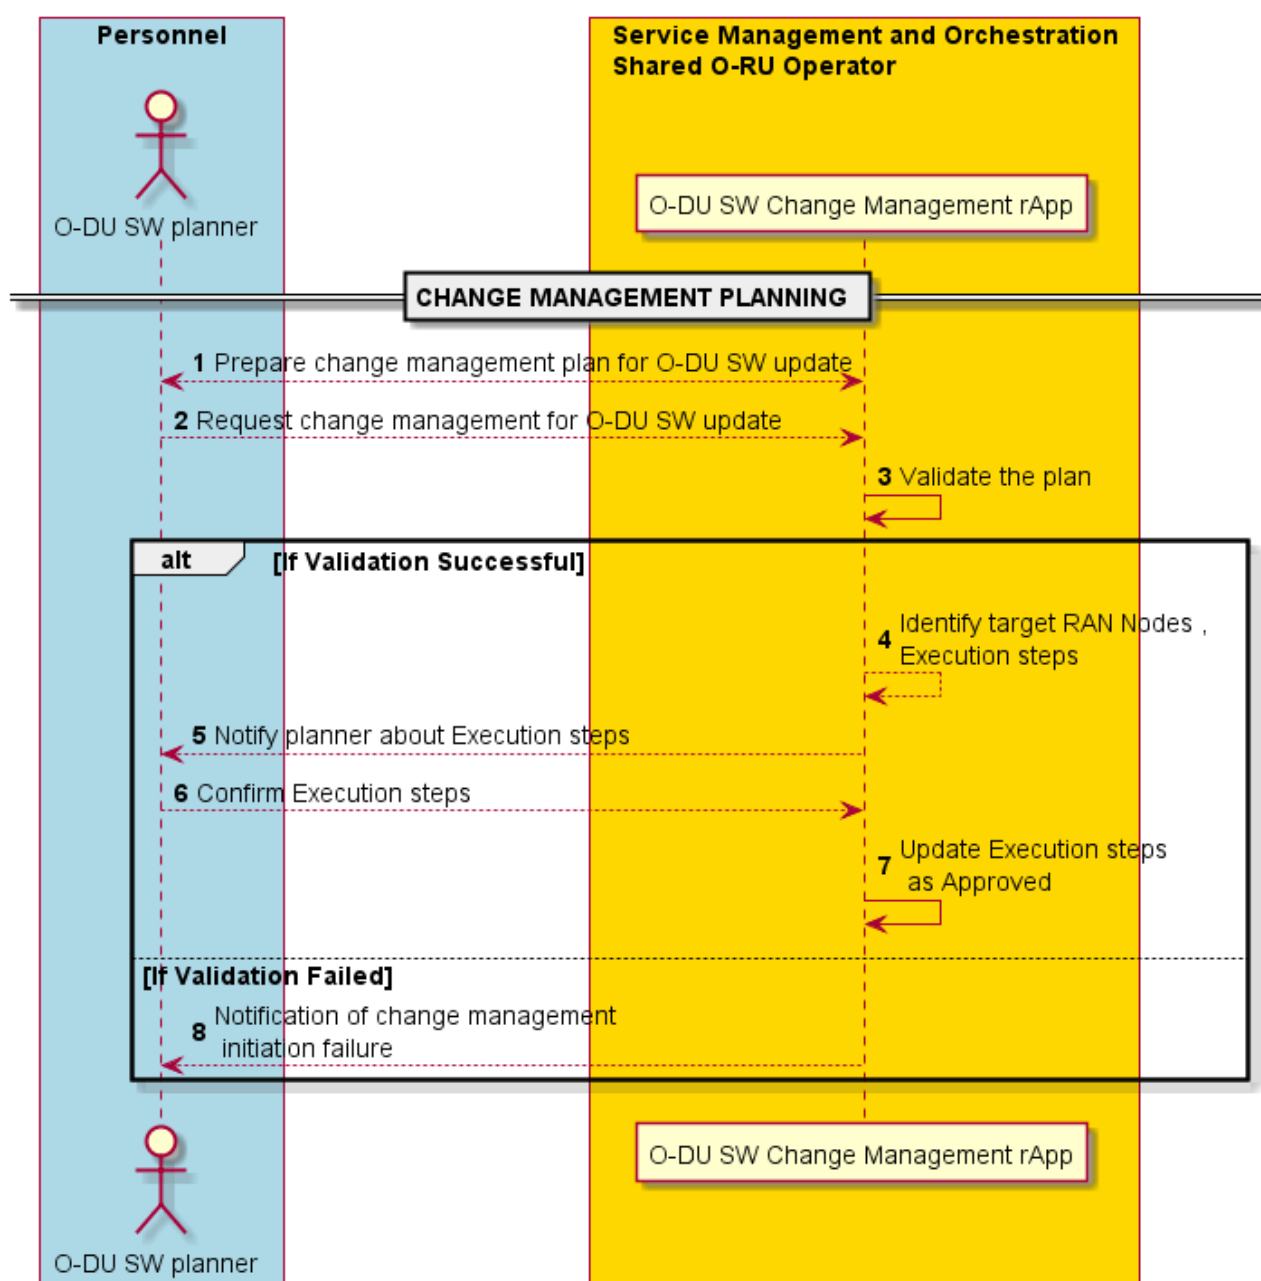 Personnel
Service Management and Orchestration
Shared O-RU Operator
O-DU SW planner
O-DU SW Change Management rApp
CHANGE MANAGEMENT PLANNING
1 Prepare change management plan for O-DU SW update
2 Request change management for O-DU SW update
3 Validate the plan
alt [If Validation Successful]
4 Identify target RAN Nodes ,
Execution steps
5 Notify planner about Execution steps
6 Confirm Execution steps
7 Update Execution steps
as Approved
[If Validation Failed]
8 Notification of change management
initiation failure
O-DU SW Change Management rApp
O-DU SW planner